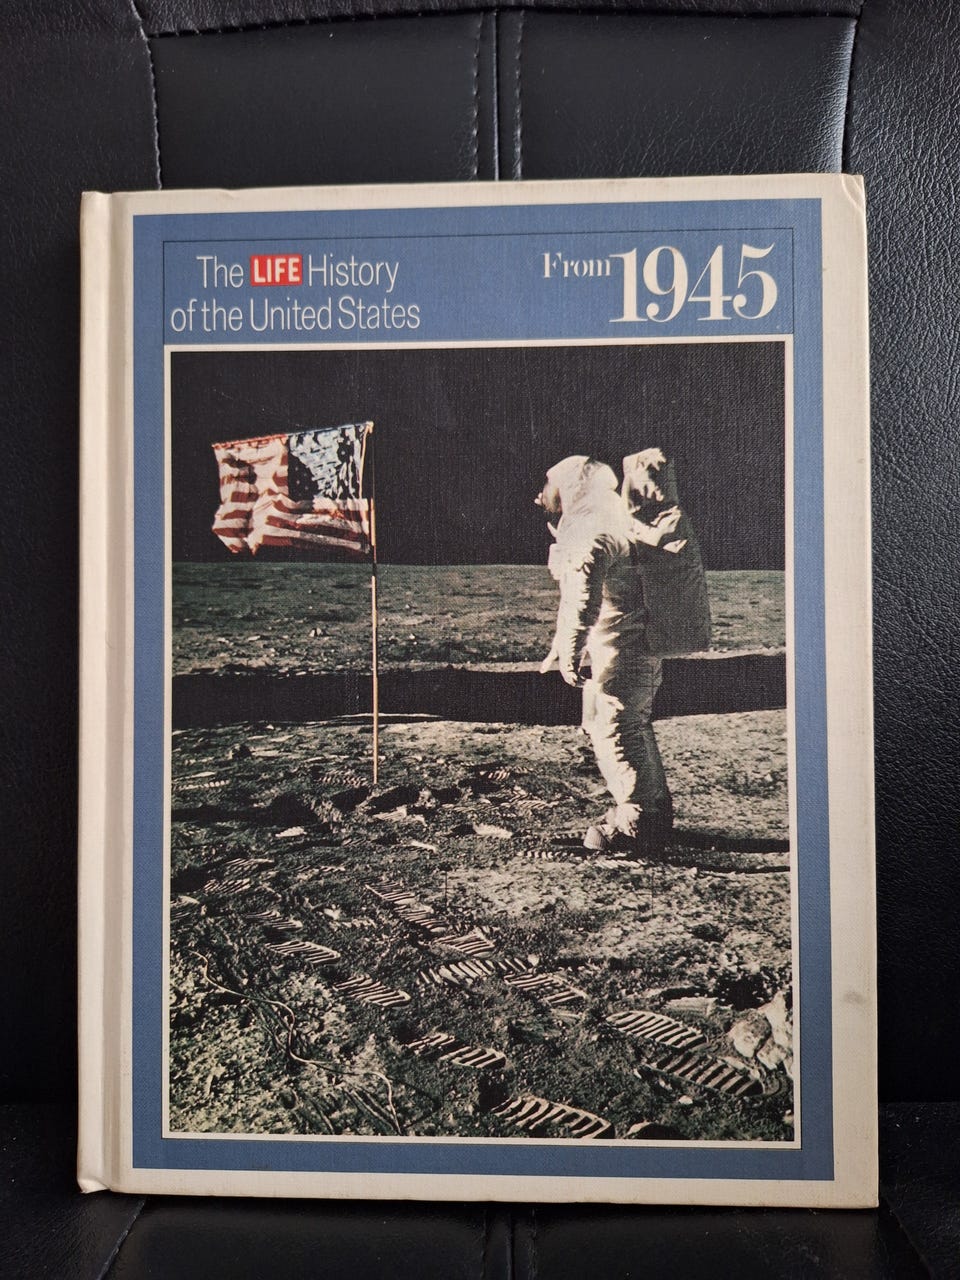 The LIFE History
of the United States
From 1945